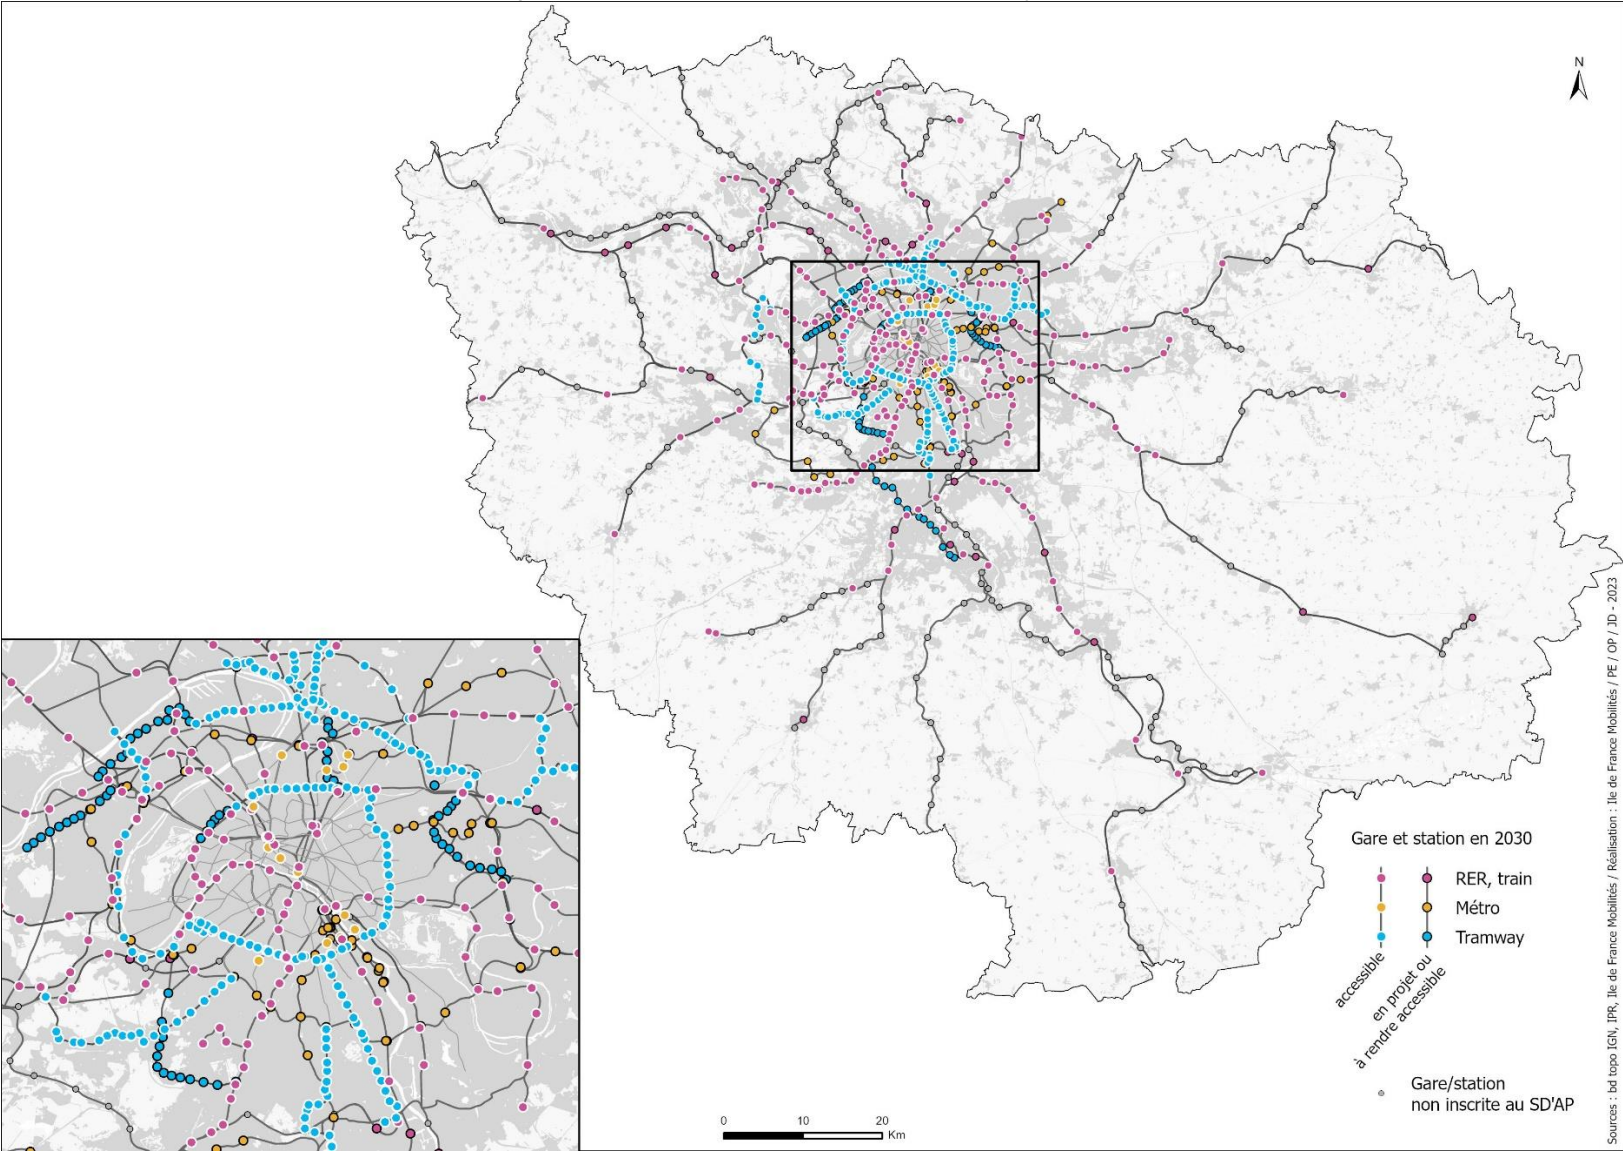 N
Gare et station en 2030
RER, train
Métro
Tramway
accessible
en projet ou
à rendre accessible
Gare/station
non inscrite au SD'AP
0 10 20
Km
Sources : bd topo IGN, IPR, Ile de France Mobilités / Réalisation : Ile de France Mobilités / PE / OP / JD - 2023